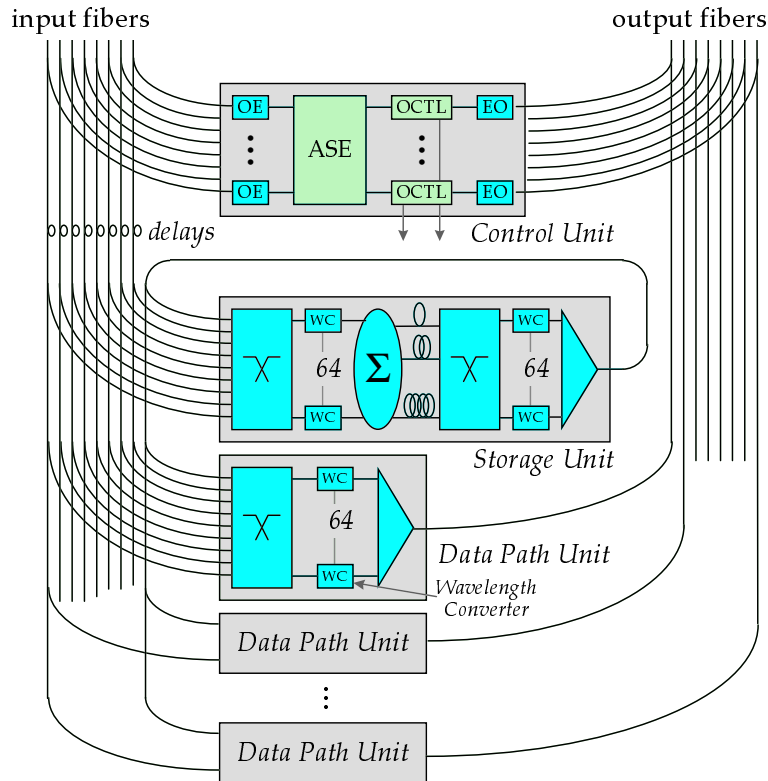 input fibers
output fibers
OE
ASE
OCTL
EO
OE
OCTL
EO
delays
Control Unit
WC
64
WC
Σ
WC
64
WC
Storage Unit
WC
64
WC
Data Path Unit
Wavelength
Converter
Data Path Unit
Data Path Unit